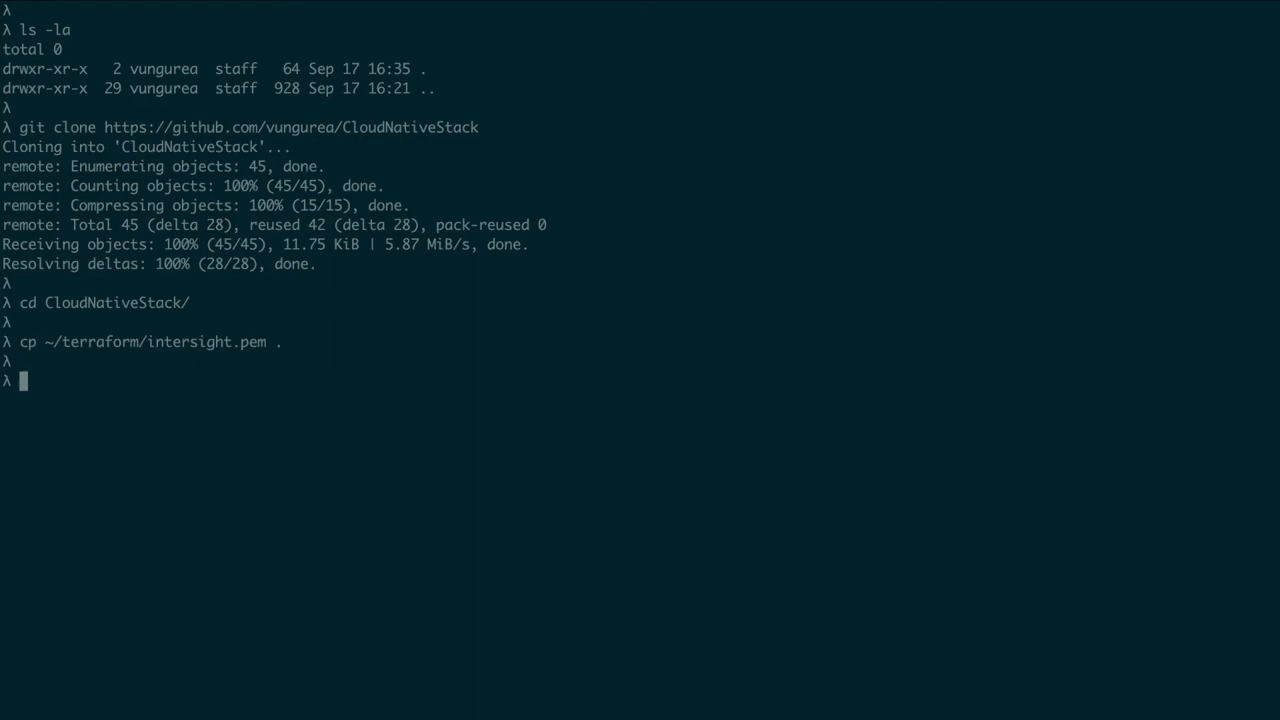 λ
λ ls -la
total 0
drwxr-xr-x   2 vungurea  staff   64 Sep 17 16:35 .
drwxr-xr-x  29 vungurea  staff  928 Sep 17 16:21 ..
λ
λ git clone https://github.com/vungurea/CloudNativeStack
Cloning into 'CloudNativeStack'...
remote: Enumerating objects: 45, done.
remote: Counting objects: 100% (45/45), done.
remote: Compressing objects: 100% (15/15), done.
remote: Total 45 (delta 28), reused 42 (delta 28), pack-reused 0
Receiving objects: 100% (45/45), 11.75 KiB | 5.87 MiB/s, done.
Resolving deltas: 100% (28/28), done.
λ
λ cd CloudNativeStack/
λ
λ cp ~/terraform/intersight.pem .
λ
λ